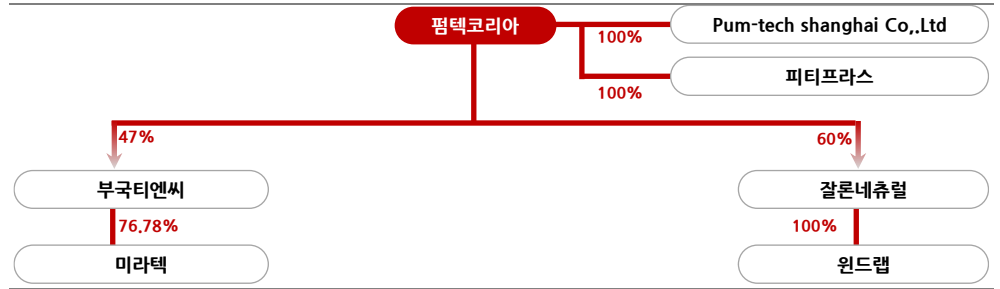 펌텍코리아
100%
Pum-tech shanghai Co,.Ltd
100%
피티프라스
47%
60%
부국티엔씨
잘론네츄럴
76.78%
100%
미라텍
윈드랩